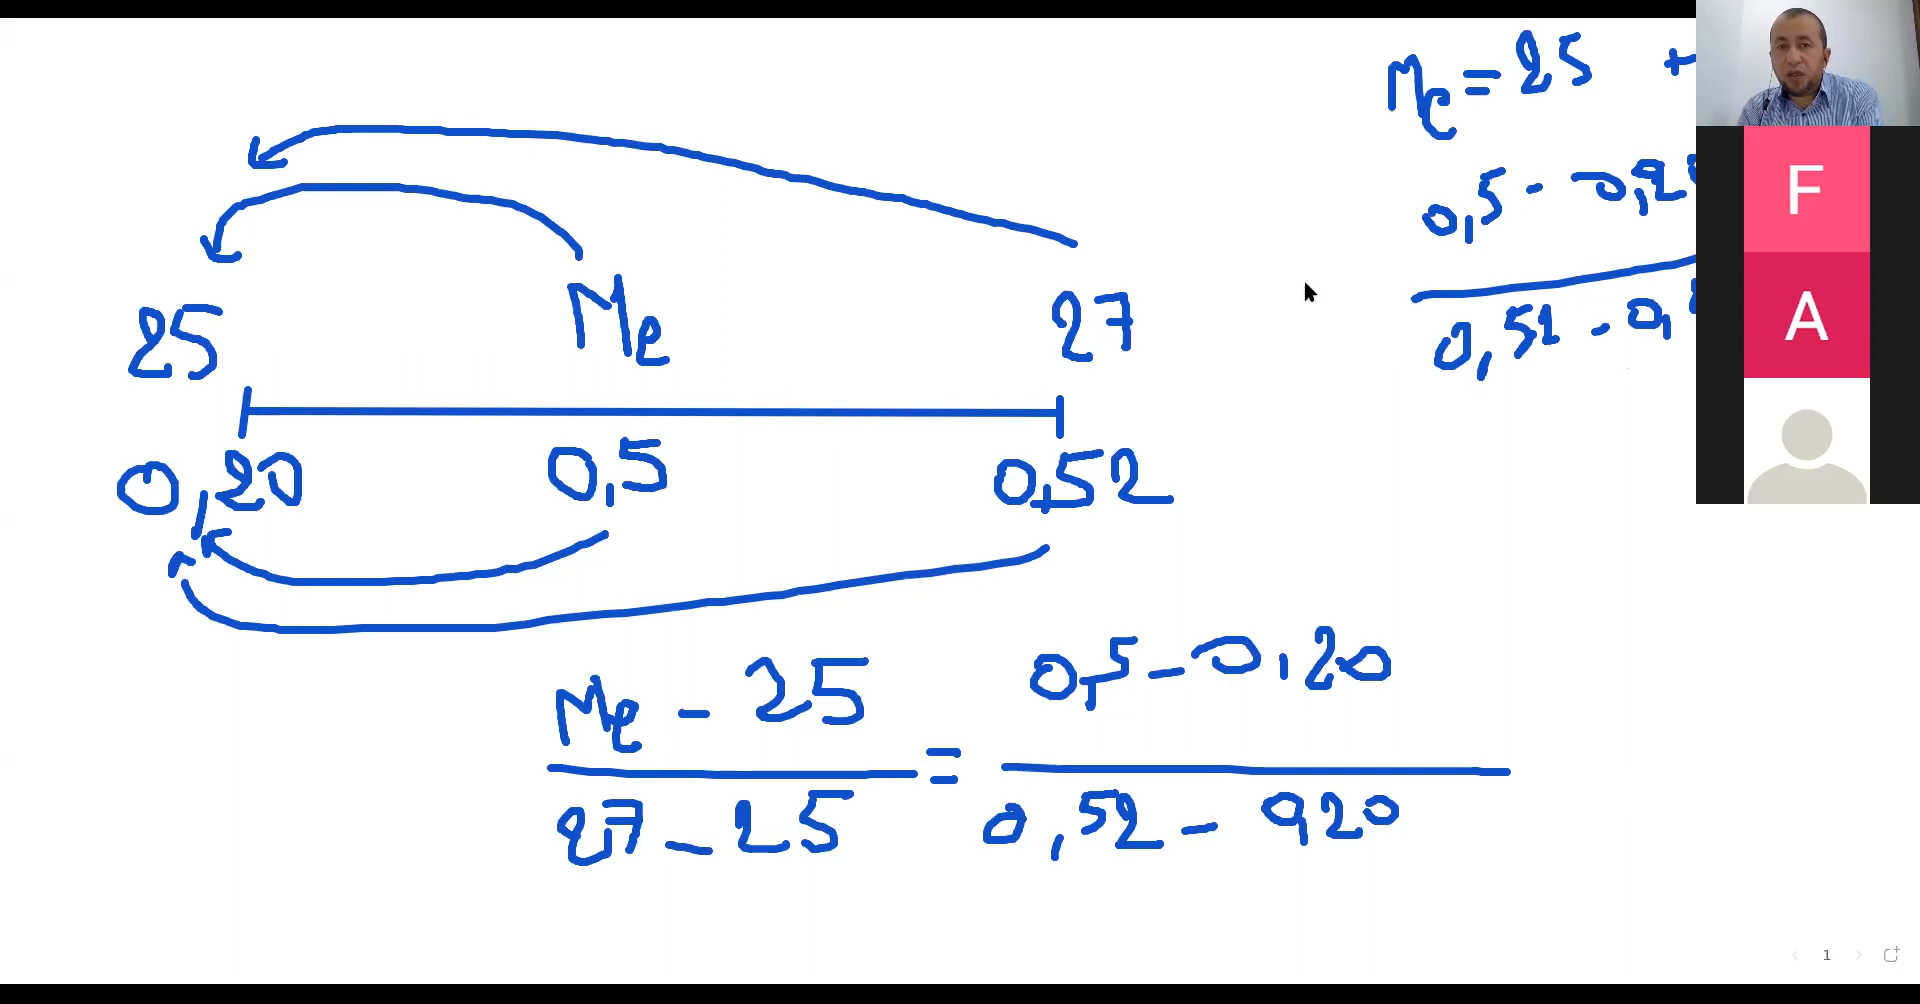 Me = 25 +
0,5 - 0,20
0,52 - 0,
25 Me 27
0,20 0,5 0,52
Me - 25 = 0,5 - 0,20
27 - 25 0,52 - 0,20
F
A
1